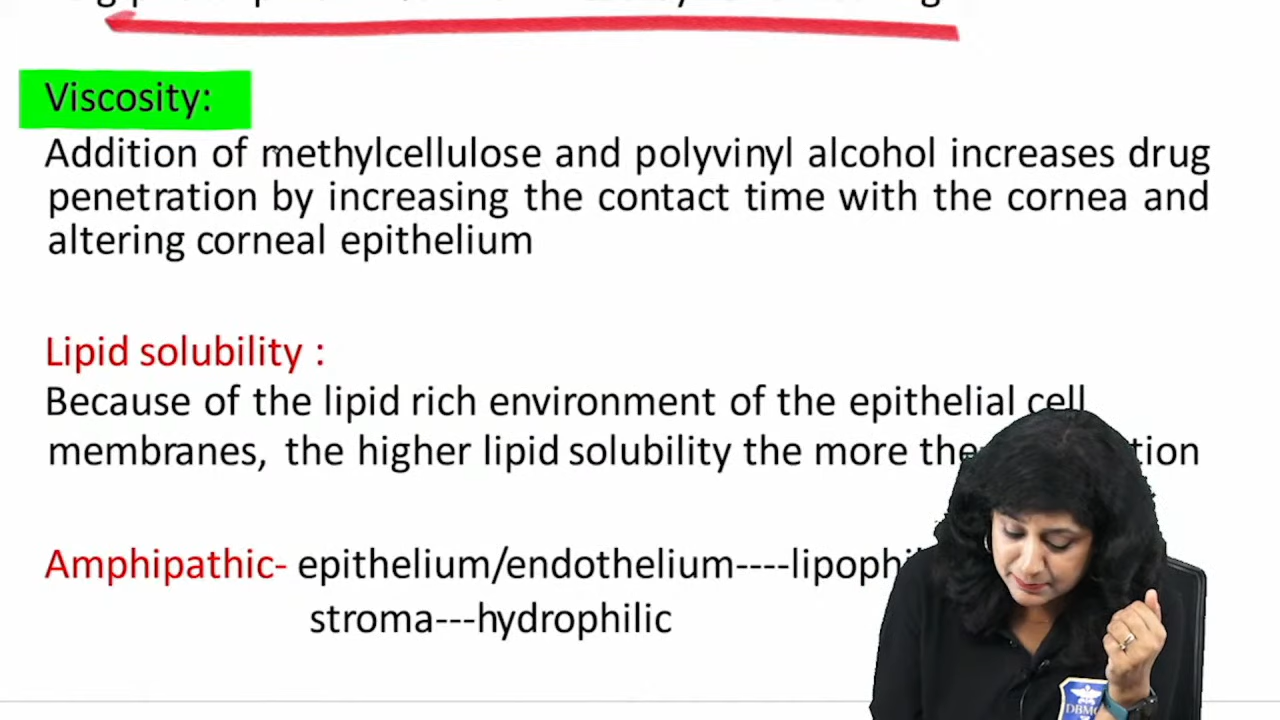 Viscosity:
Addition of methylcellulose and polyvinyl alcohol increases drug
penetration by increasing the contact time with the cornea and
altering corneal epithelium
Lipid solubility :
Because of the lipid rich environment of the epithelial cell
membranes, the higher lipid solubility the more the
Amphipathic- epithelium/endothelium----
stroma---hydrophilic